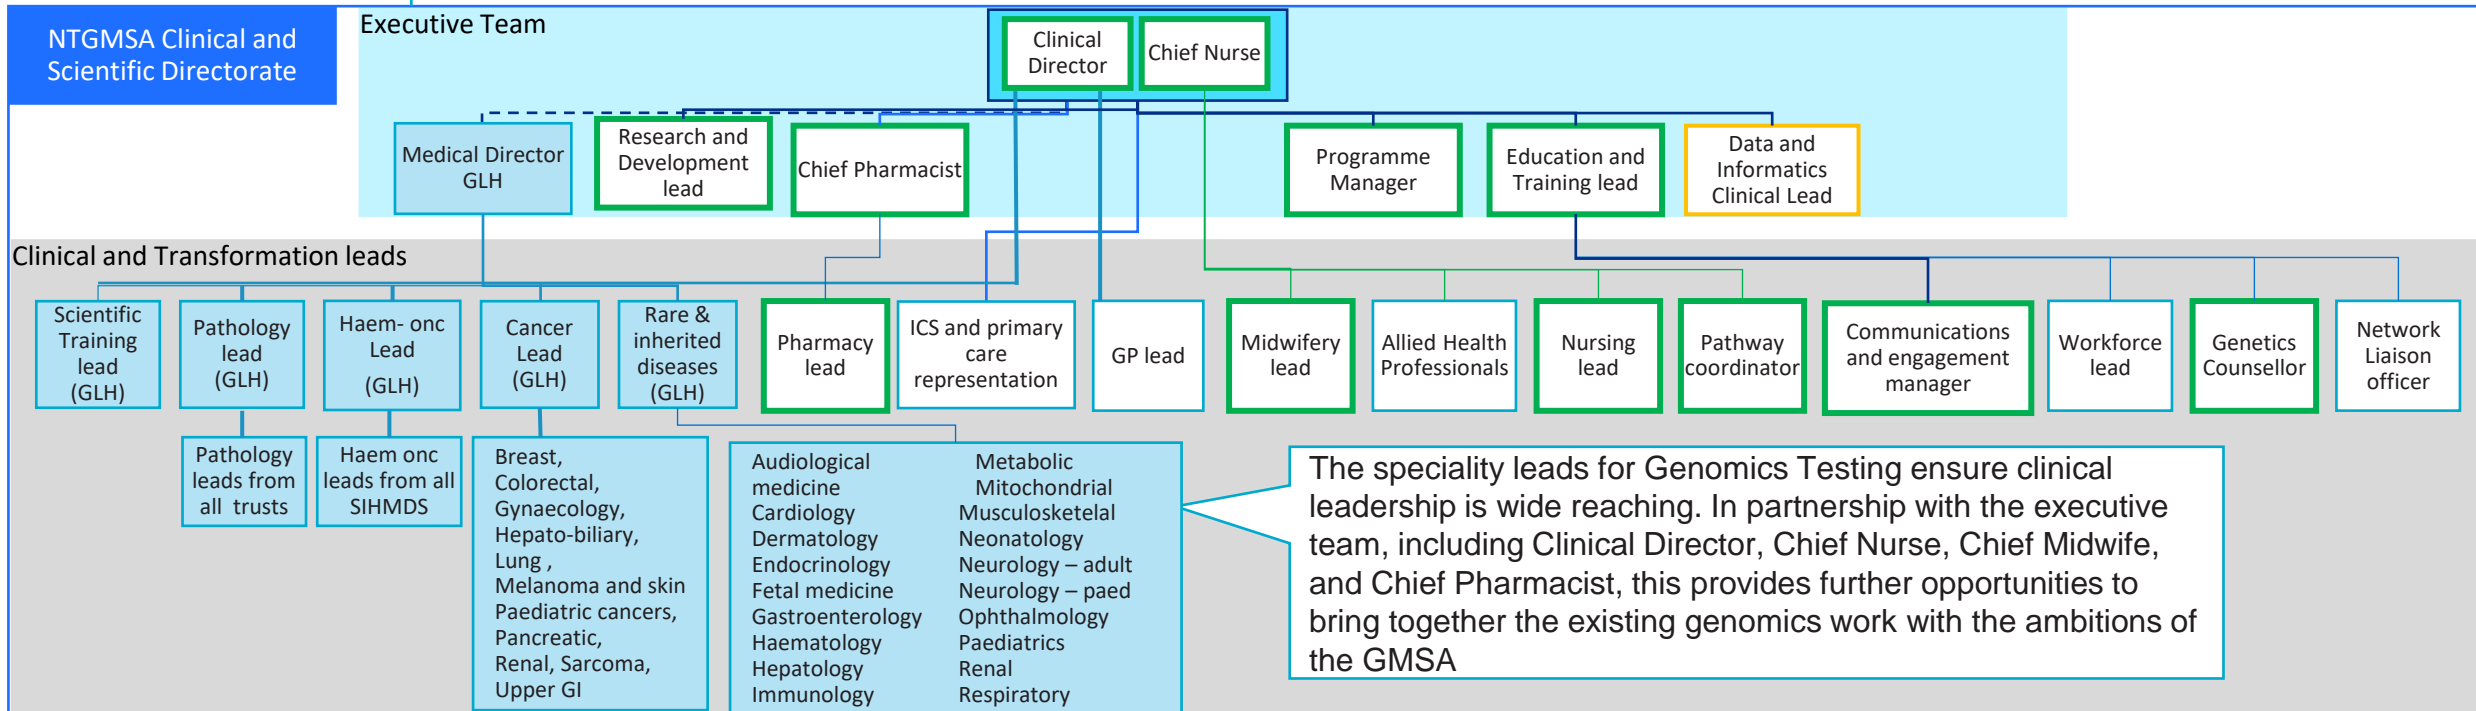 NTGMSA Clinical and
Scientific Directorate
Executive Team
Clinical
Director
Chief Nurse
Medical Director
GLH
Research and
Development
lead
Chief Pharmacist
Programme
Manager
Education and
Training lead
Data and
Informatics
Clinical Lead
Clinical and Transformation leads
Scientific
Training
lead
(GLH)
Pathology
lead
(GLH)
Haem- onc
Lead
(GLH)
Cancer
Lead
(GLH)
Rare &
inherited
diseases
(GLH)
Pharmacy
lead
ICS and primary
care
representation
GP lead
Midwifery
lead
Allied Health
Professionals
Nursing
lead
Pathway
coordinator
Communications
and engagement
manager
Workforce
lead
Genetics
Counsellor
Network
Liaison
officer
Pathology
leads from
all trusts
Haem onc
leads from all
SIHMDS
Breast,
Colorectal,
Gynaecology,
Hepato-biliary,
Lung ,
Melanoma and skin
Paediatric cancers,
Pancreatic,
Renal, Sarcoma,
Upper GI
Audiological
medicine
Cardiology
Dermatology
Endocrinology
Fetal medicine
Gastroenterology
Haematology
Hepatology
Immunology
Metabolic
Mitochondrial
Musculosketelal
Neonatology
Neurology – adult
Neurology – paed
Ophthalmology
Paediatrics
Renal
Respiratory
The speciality leads for Genomics Testing ensure clinical
leadership is wide reaching. In partnership with the executive
team, including Clinical Director, Chief Nurse, Chief Midwife,
and Chief Pharmacist, this provides further opportunities to
bring together the existing genomics work with the ambitions of
the GMSA